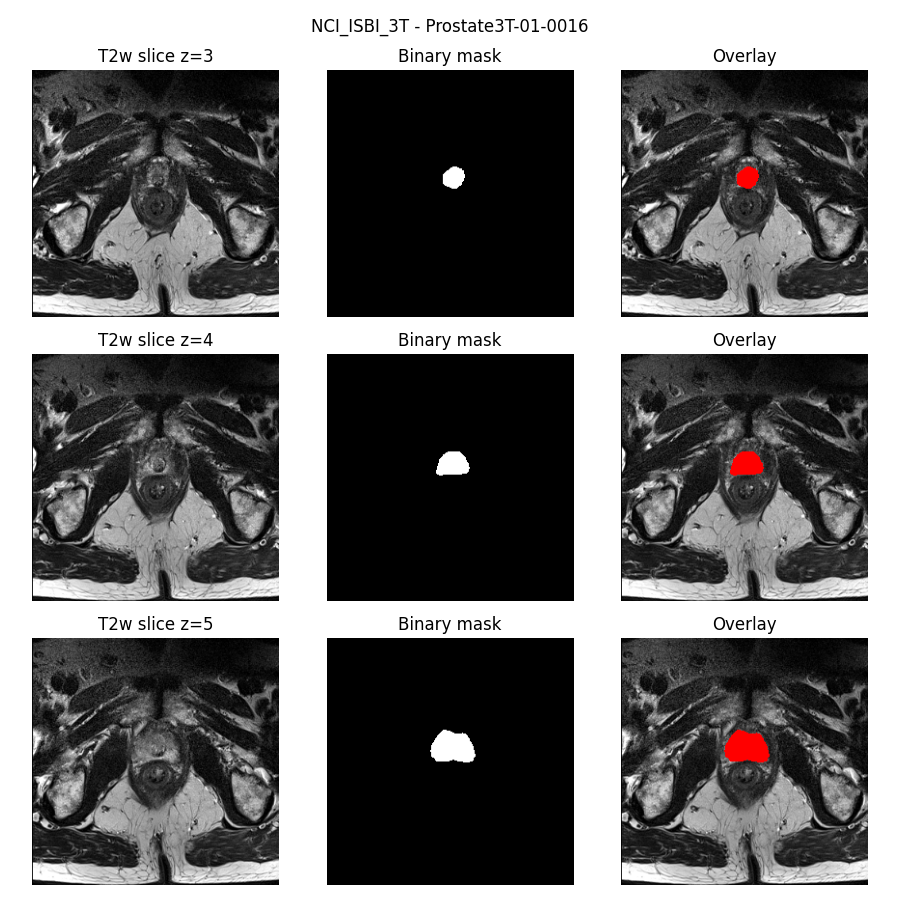 NCI_ISBI_3T - Prostate3T-01-0016
T2w slice z=3
Binary mask
Overlay
T2w slice z=4
Binary mask
Overlay
T2w slice z=5
Binary mask
Overlay